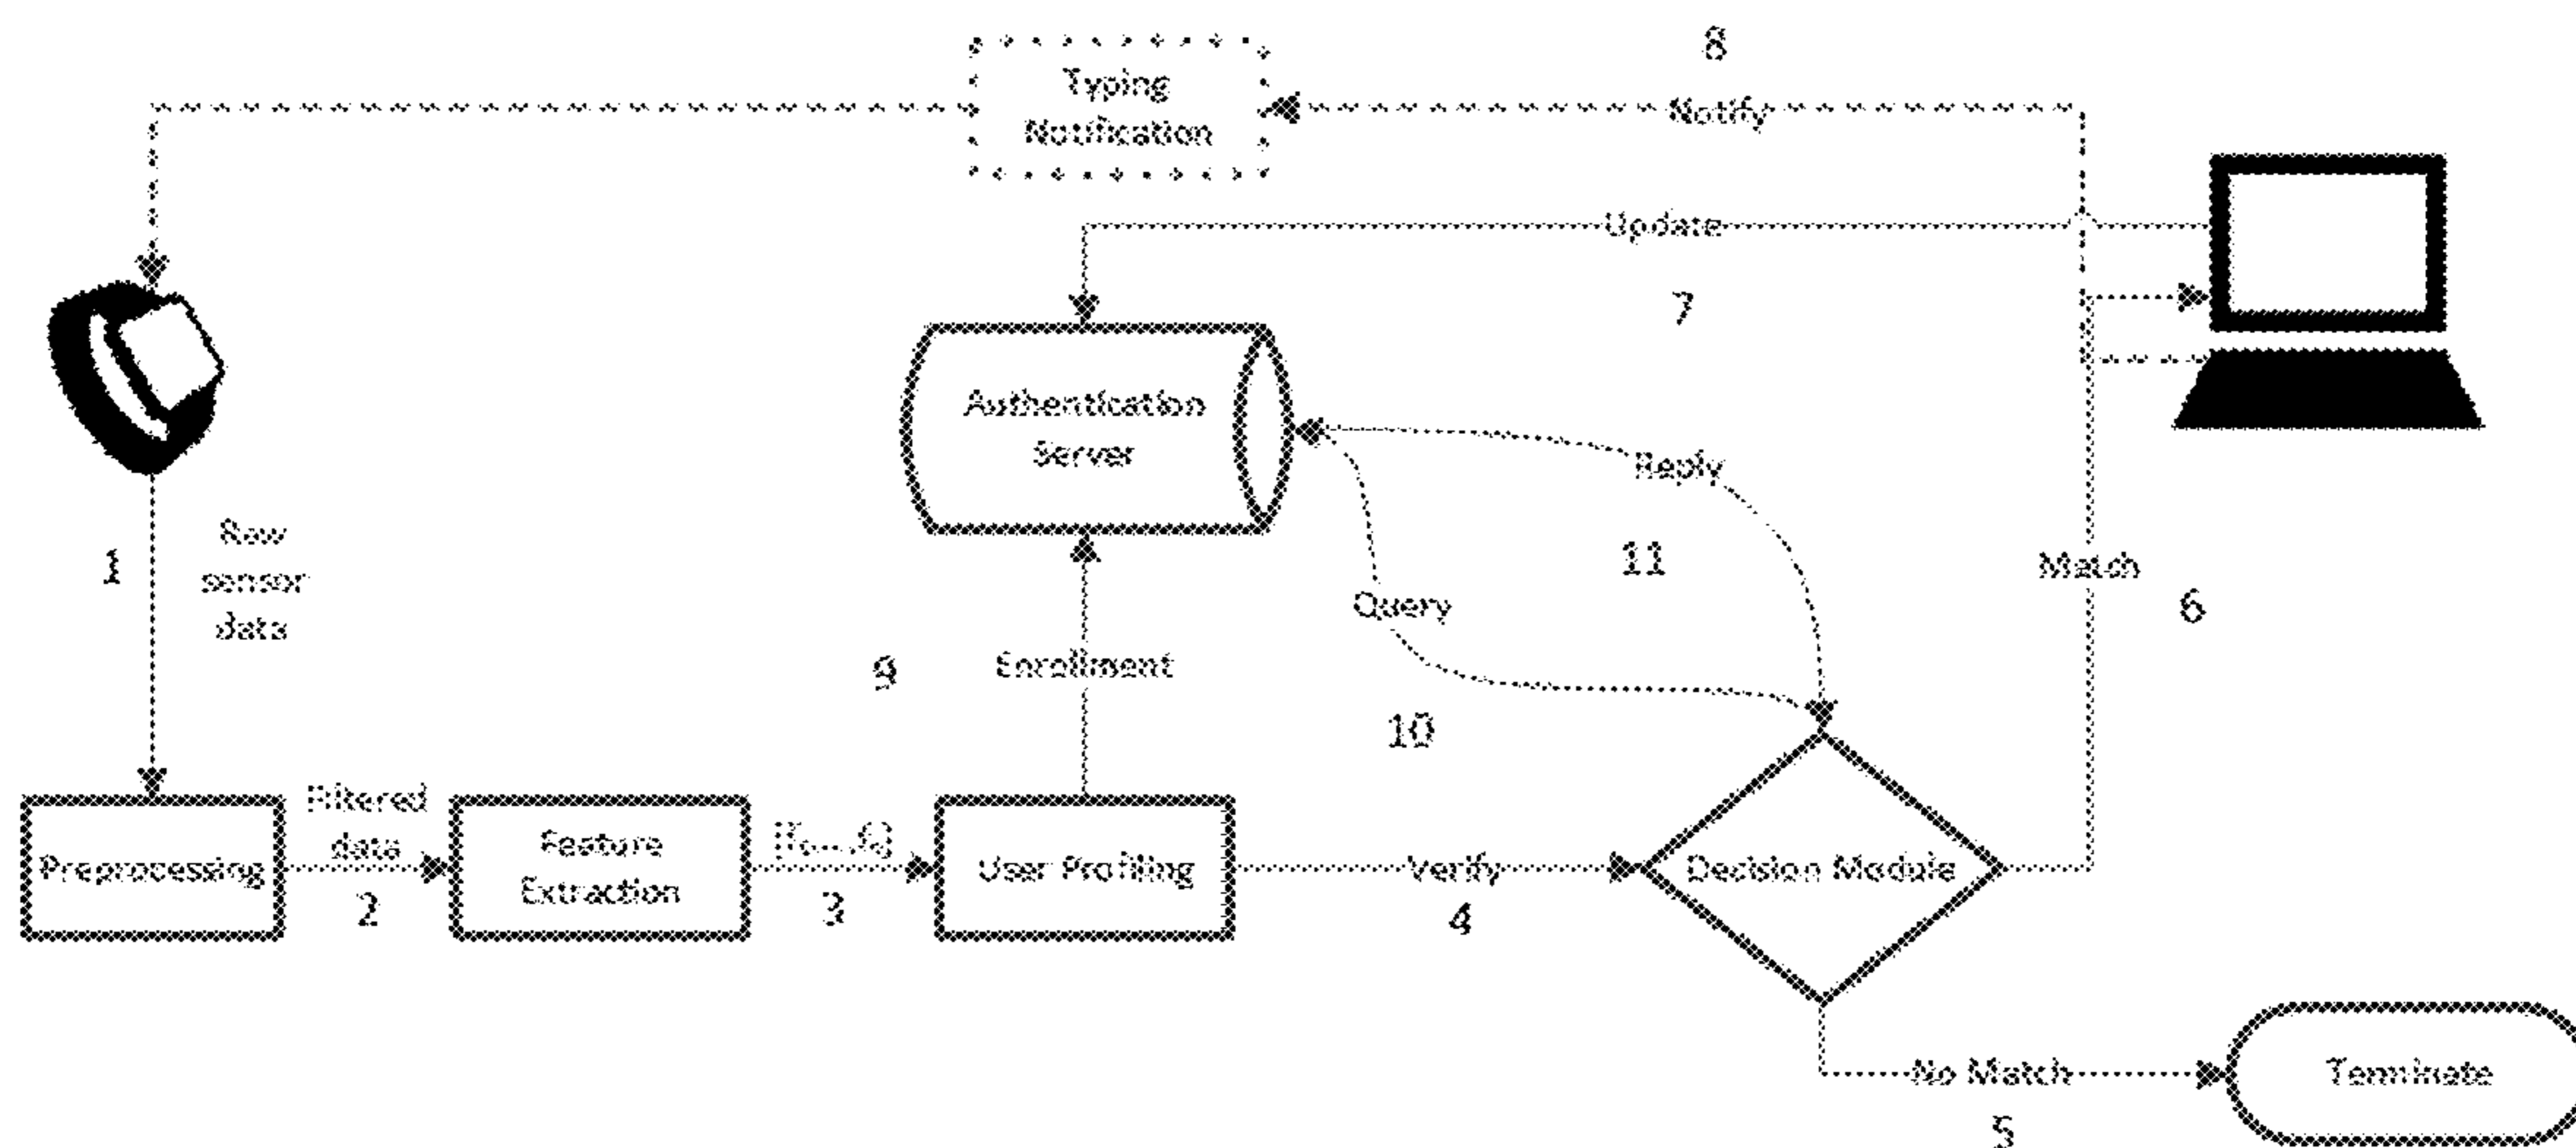 8
Typing
Notification
Notify
Update
7
Authentication
Server
Reply
Raw
sensor
data
1
11
Match
6
Query
9
Enrollment
10
Filtered
data
2
Preprocessing
Feature
Extraction
3
User Profiling
Verify
4
Decision Module
No Match
5
Terminate